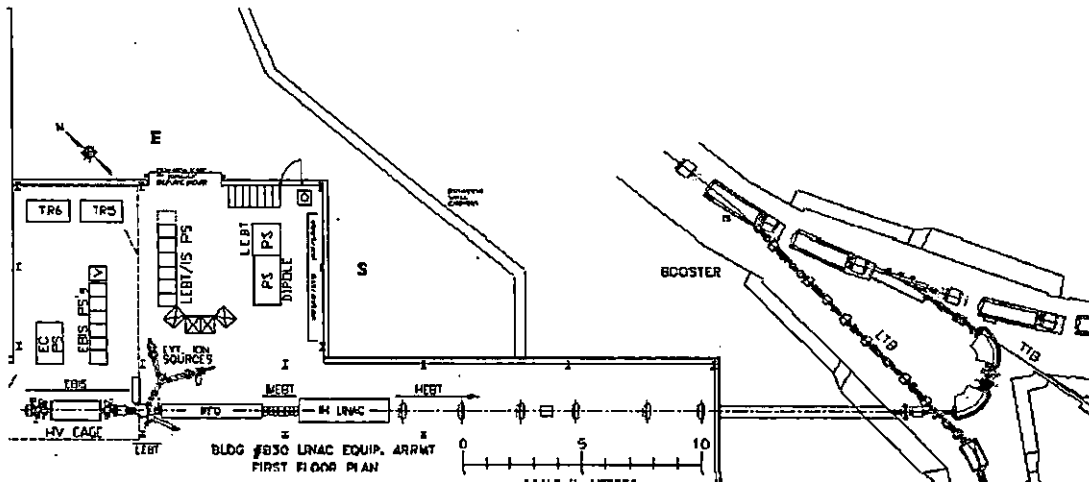 N
E
TR6
TR5
LEBT/IS PS
LEBT
PS
PS
DIPOLE
S
EBIS PS's
V
EC
PS
EXT. ION
SOURCES
U
EBIS
MEBT
HEBT
RFQ
IH LINAC
HV CAGE
LEBT
BLDG #930 LINAC EQUIP. ARRMT
FIRST FLOOR PLAN
0
5
10
BOOSTER
LTB
TTB